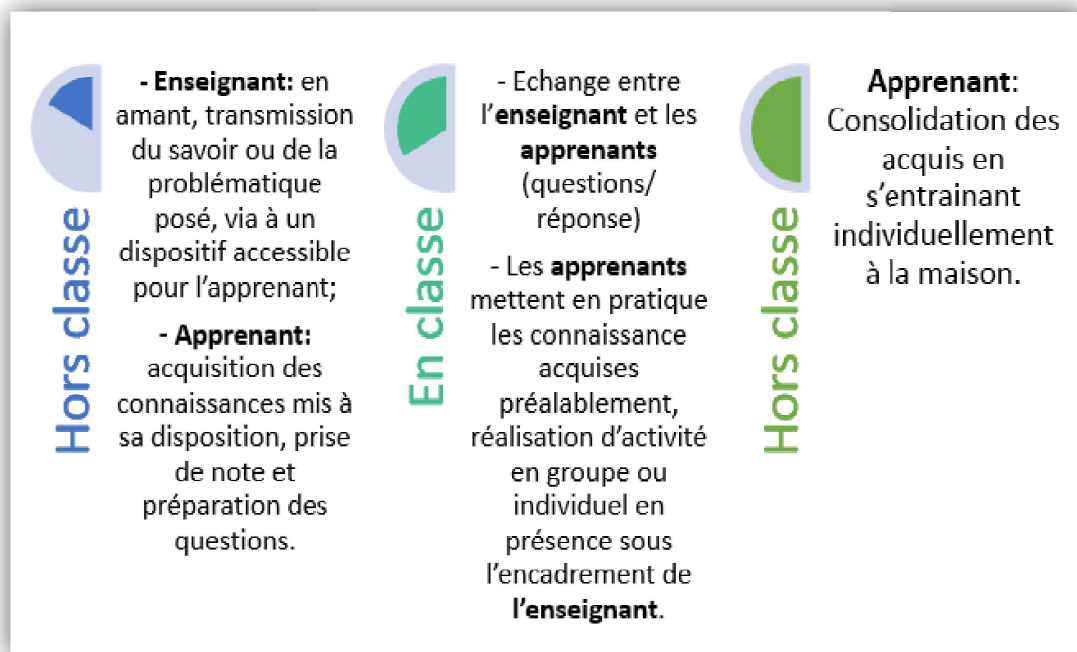 Hors classe
- Enseignant: en
amant, transmission
du savoir ou de la
problématique
posé, via à un
dispositif accessible
pour l'apprenant;
- Apprenant:
acquisition des
connaissances mis à
sa disposition, prise
de note et
préparation des
questions.
En classe
- Echange entre
l'enseignant et les
apprenants
(questions/
réponse)
- Les apprenants
mettent en pratique
les connaissance
acquises
préalablement,
réalisation d'activité
en groupe ou
individuel en
présence sous
l'encadrement de
l'enseignant.
Hors classe
Apprenant:
Consolidation des
acquis en
s'entrainant
individuellement
à la maison.